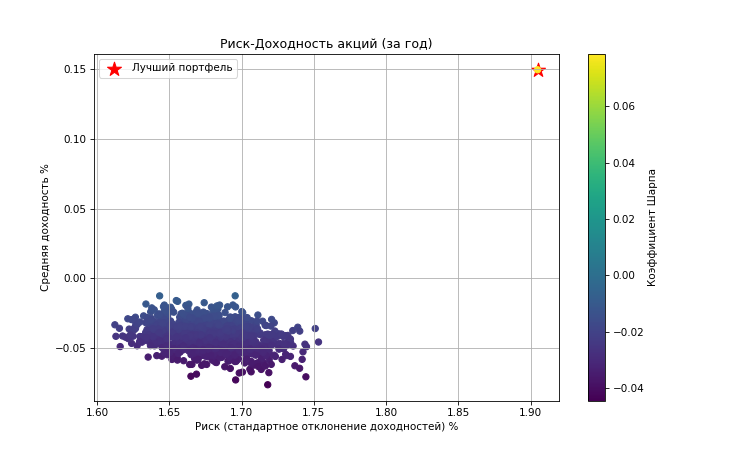 Риск-Доходность акций (за год)
Лучший портфель
0.15
0.10
0.05
0.00
−0.05
Средняя доходность %
1.60 1.65 1.70 1.75 1.80 1.85 1.90
Риск (стандартное отклонение доходностей) %
0.06
0.04
0.02
0.00
−0.02
−0.04
Коэффициент Шарпа